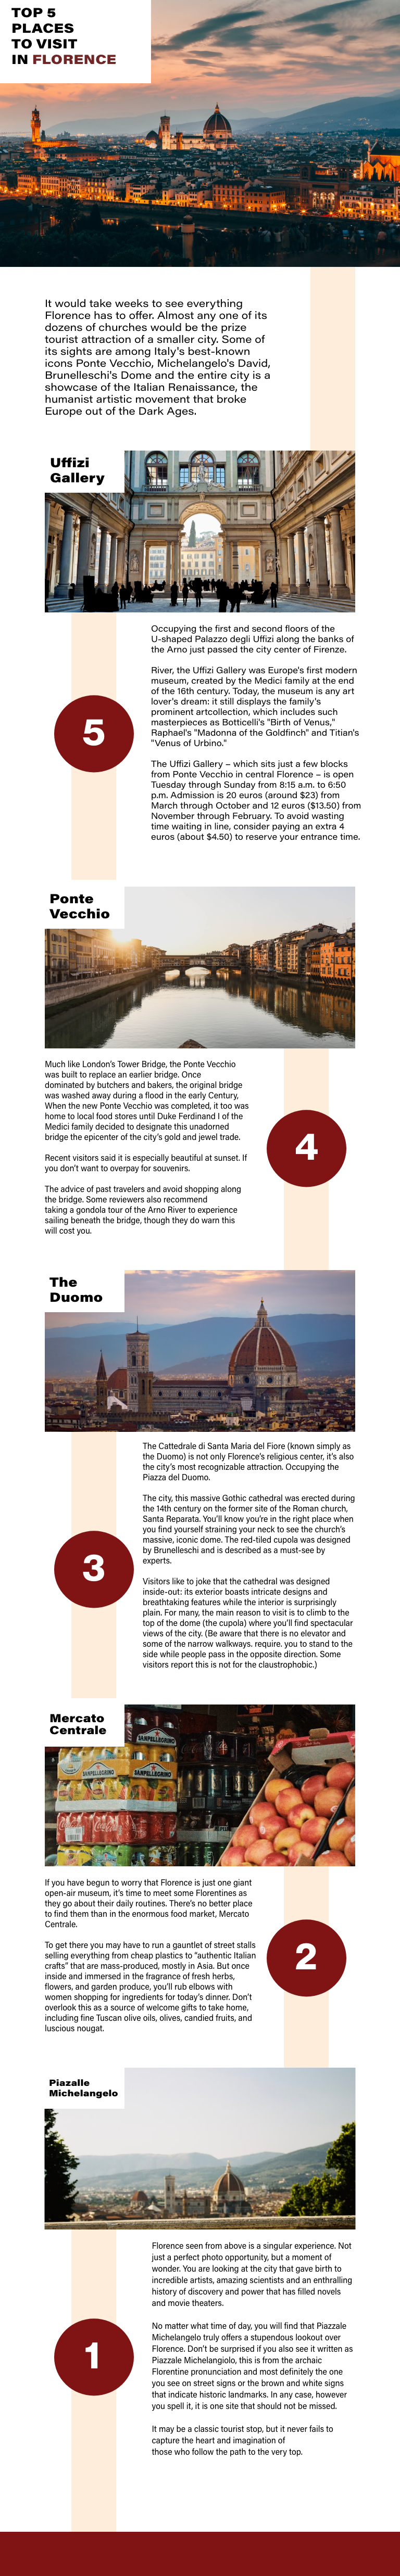 TOP 5
PLACES
TO VISIT
IN FLORENCE
It would take weeks to see everything
Florence has to offer. Almost any one of its
dozens of churches would be the prize
tourist attraction of a smaller city. Some of
its sights are among Italy's best-known
icons Ponte Vecchio, Michelangelo's David,
Brunelleschi's Dome and the entire city is a
showcase of the Italian Renaissance, the
humanist artistic movement that broke
Europe out of the Dark Ages.
Uffizi
Gallery
Occupying the first and second floors of the
U-shaped Palazzo degli Uffizi along the banks of
the Arno just passed the city center of Firenze.
River, the Uffizi Gallery was Europe's first modern
museum, created by the Medici family at the end
of the 16th century. Today, the museum is any art
lover's dream: it still displays the family's
prominent artcollection, which includes such
masterpieces as Botticelli's "Birth of Venus,"
Raphael's "Madonna of the Goldfinch" and Titian's
"Venus of Urbino."
5
The Uffizi Gallery – which sits just a few blocks
from Ponte Vecchio in central Florence – is open
Tuesday through Sunday from 8:15 a.m. to 6:50
p.m. Admission is 20 euros (around $23) from
March through October and 12 euros ($13.50) from
November through February. To avoid wasting
time waiting in line, consider paying an extra 4
euros (about $4.50) to reserve your entrance time.
Ponte
Vecchio
Much like London's Tower Bridge, the Ponte Vecchio
was built to replace an earlier bridge. Once
dominated by butchers and bakers, the original bridge
was washed away during a flood in the early Century,
When the new Ponte Vecchio was completed, it too was
home to local food stores until Duke Ferdinand I of the
Medici family decided to designate this unadorned
bridge the epicenter of the city's gold and jewel trade.
4
Recent visitors said it is especially beautiful at sunset. If
you don't want to overpay for souvenirs.
The advice of past travelers and avoid shopping along
the bridge. Some reviewers also recommend
taking a gondola tour of the Arno River to experience
sailing beneath the bridge, though they do warn this
will cost you.
The
Duomo
The Cattedrale di Santa Maria del Fiore (known simply as
the Duomo) is not only Florence's religious center, it's also
the city's most recognizable attraction. Occupying the
Piazza del Duomo.
The city, this massive Gothic cathedral was erected during
the 14th century on the former site of the Roman church,
Santa Reparata. You'll know you're in the right place when
you find yourself straining your neck to see the church's
massive, iconic dome. The red-tiled cupola was designed
by Brunelleschi and is described as a must-see by
experts.
3
Visitors like to joke that the cathedral was designed
inside-out: its exterior boasts intricate designs and
breathtaking features while the interior is surprisingly
plain. For many, the main reason to visit is to climb to the
top of the dome (the cupola) where you'll find spectacular
views of the city. (Be aware that there is no elevator and
some of the narrow walkways. require. you to stand to the
side while people pass in the opposite direction. Some
visitors report this is not for the claustrophobic.)
Mercato
Centrale
SANPELLEGRINO
SANPELLEGRINO
SANPELLEGRINO
Coca-Cola
If you have begun to worry that Florence is just one giant
open-air museum, it's time to meet some Florentines as
they go about their daily routines. There's no better place
to find them than in the enormous food market, Mercato
Centrale.
2
To get there you may have to run a gauntlet of street stalls
selling everything from cheap plastics to "authentic Italian
crafts" that are mass-produced, mostly in Asia. But once
inside and immersed in the fragrance of fresh herbs,
flowers, and garden produce, you'll rub elbows with
women shopping for ingredients for today's dinner. Don't
overlook this as a source of welcome gifts to take home,
including fine Tuscan olive oils, olives, candied fruits, and
luscious nougat.
Piazalle
Michelangelo
Florence seen from above is a singular experience. Not
just a perfect photo opportunity, but a moment of
wonder. You are looking at the city that gave birth to
incredible artists, amazing scientists and an enthralling
history of discovery and power that has filled novels
and movie theaters.
1
No matter what time of day, you will find that Piazzale
Michelangelo truly offers a stupendous lookout over
Florence. Don't be surprised if you also see it written as
Piazzale Michelangiolo, this is from the archaic
Florentine pronunciation and most definitely the one
you see on street signs or the brown and white signs
that indicate historic landmarks. In any case, however
you spell it, it is one site that should not be missed.
It may be a classic tourist stop, but it never fails to
capture the heart and imagination of
those who follow the path to the very top.